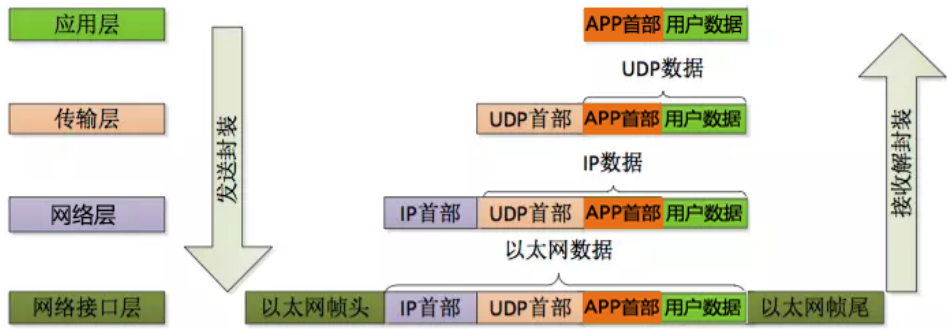 应用层 APP首部 用户数据
UDP数据
传输层 UDP首部 APP首部 用户数据
IP数据
网络层 IP首部 UDP首部 APP首部 用户数据
以太网数据
网络接口层 以太网帧头 IP首部 UDP首部 APP首部 用户数据 以太网帧尾
发送封装
接收解封装